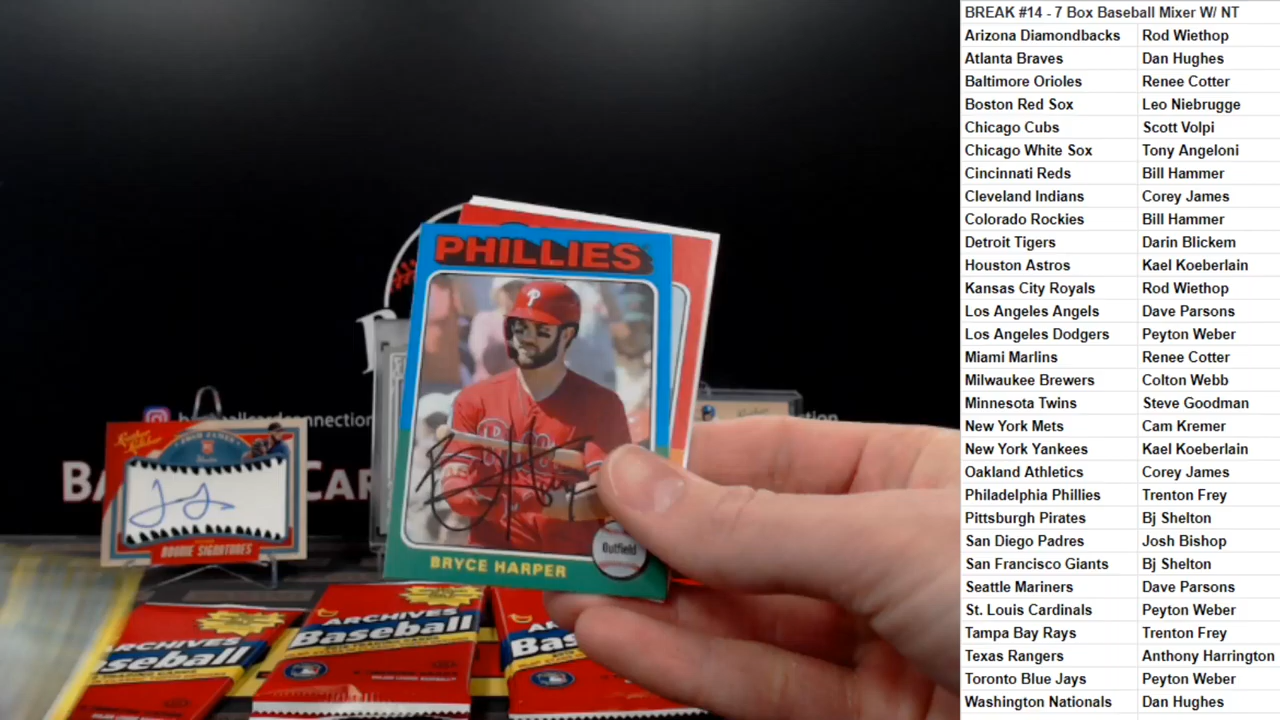 PHILLIES
P
BRYCE HARPER
Outfield
ROOKIE SIGNATURES
BA
CAR
ARCHIVES
seball
ARCHIVES
Baseball
AR
Bas
BREAK #14 - 7 Box Baseball Mixer W/ NT
Arizona Diamondbacks Rod Wiethop
Atlanta Braves Dan Hughes
Baltimore Orioles Renee Cotter
Boston Red Sox Leo Niebrugge
Chicago Cubs Scott Volpi
Chicago White Sox Tony Angeloni
Cincinnati Reds Bill Hammer
Cleveland Indians Corey James
Colorado Rockies Bill Hammer
Detroit Tigers Darin Blickem
Houston Astros Kael Koeberlain
Kansas City Royals Rod Wiethop
Los Angeles Angels Dave Parsons
Los Angeles Dodgers Peyton Weber
Miami Marlins Renee Cotter
Milwaukee Brewers Colton Webb
Minnesota Twins Steve Goodman
New York Mets Cam Kremer
New York Yankees Kael Koeberlain
Oakland Athletics Corey James
Philadelphia Phillies Trenton Frey
Pittsburgh Pirates Bj Shelton
San Diego Padres Josh Bishop
San Francisco Giants Bj Shelton
Seattle Mariners Dave Parsons
St. Louis Cardinals Peyton Weber
Tampa Bay Rays Trenton Frey
Texas Rangers Anthony Harrington
Toronto Blue Jays Peyton Weber
Washington Nationals Dan Hughes